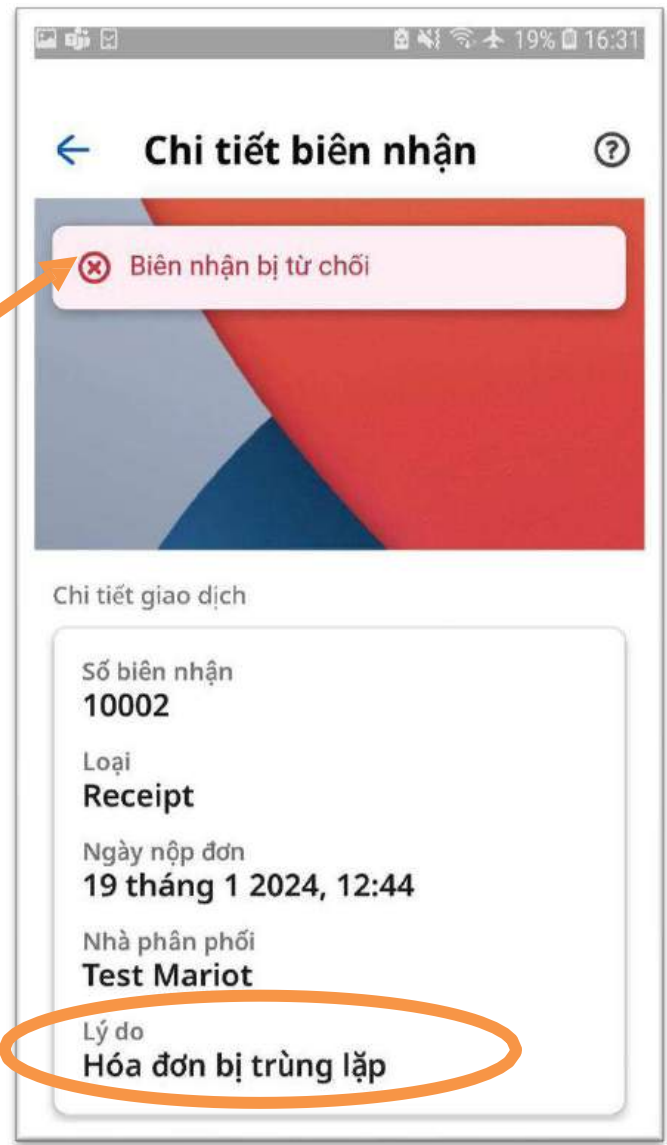 19% 16:31
Chi tiết biên nhận
Biên nhận bị từ chối
Chi tiết giao dịch
Số biên nhận
10002
Loại
Receipt
Ngày nộp đơn
19 tháng 1 2024, 12:44
Nhà phân phối
Test Mariot
Lý do
Hóa đơn bị trùng lặp